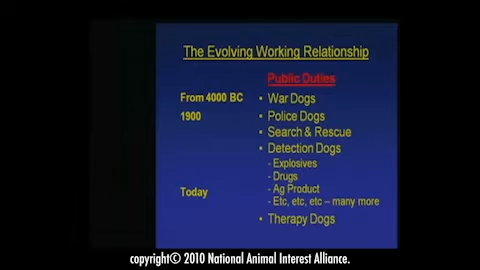 The Evolving Working Relationship
Public Duties
From 4000 BC • War Dogs
1900 • Police Dogs
• Search & Rescue
• Detection Dogs
- Explosives
- Drugs
Today - Ag Product
- Etc, etc, etc – many more
• Therapy Dogs
copyright© 2010 National Animal Interest Alliance.